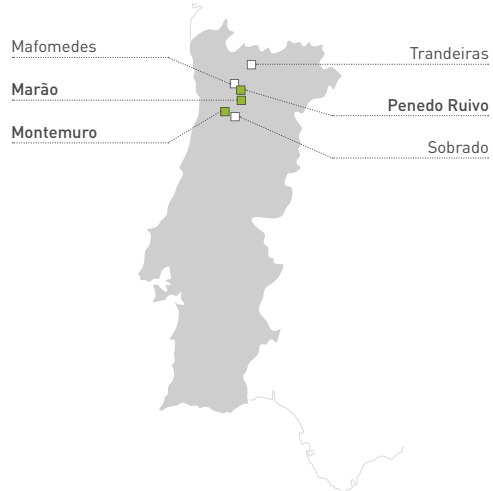 Mafomedes
Trandeiras
Marão
Penedo Ruivo
Montemuro
Sobrado